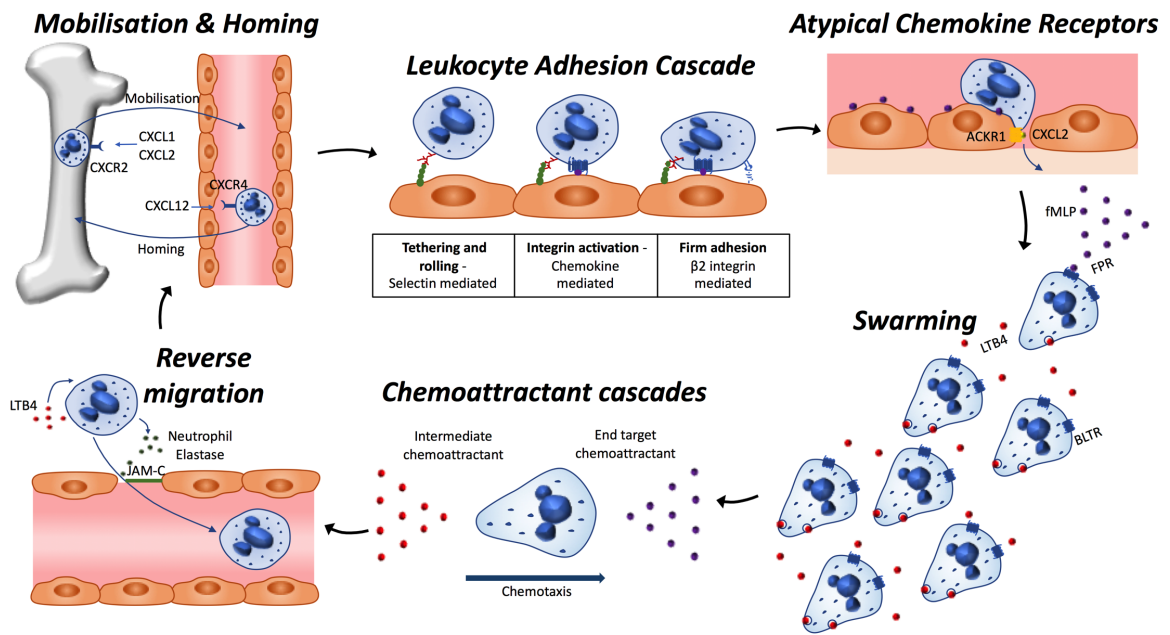 Mobilisation & Homing
Mobilisation
CXCL1
CXCL2
CXCR2
CXCR4
CXCL12
Homing
Leukocyte Adhesion Cascade
Tethering and
rolling -
Selectin mediated
Integrin activation -
Chemokine
mediated
Firm adhesion
β2 integrin
mediated
Atypical Chemokine Receptors
ACKR1
CXCL2
fMLP
FPR
Swarming
LTB4
BLTR
Chemoattractant cascades
Intermediate
chemoattractant
End target
chemoattractant
Chemotaxis
Reverse
migration
LTB4
Neutrophil
Elastase
JAM-C